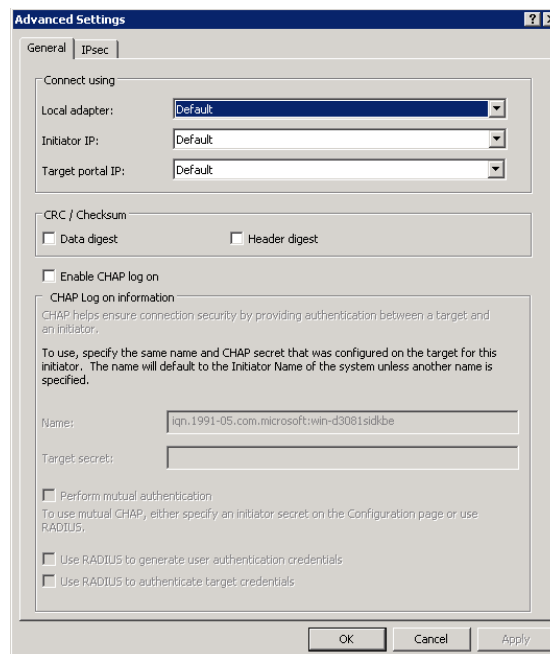 Advanced Settings
General
IPsec
Connect using
Local adapter:
Default
Initiator IP:
Default
Target portal IP:
Default
CRC / Checksum
Data digest
Header digest
Enable CHAP log on
CHAP Log on information
CHAP helps ensure connection security by providing authentication between a target and
an initiator.
To use, specify the same name and CHAP secret that was configured on the target for this
initiator. The name will default to the Initiator Name of the system unless another name is
specified.
Name:
iqn.1991-05.com.microsoft:win-d3081sidkbe
Target secret:
Perform mutual authentication
To use mutual CHAP, either specify an initiator secret on the Configuration page or use
RADIUS.
Use RADIUS to generate user authentication credentials
Use RADIUS to authenticate target credentials
OK
Cancel
Apply